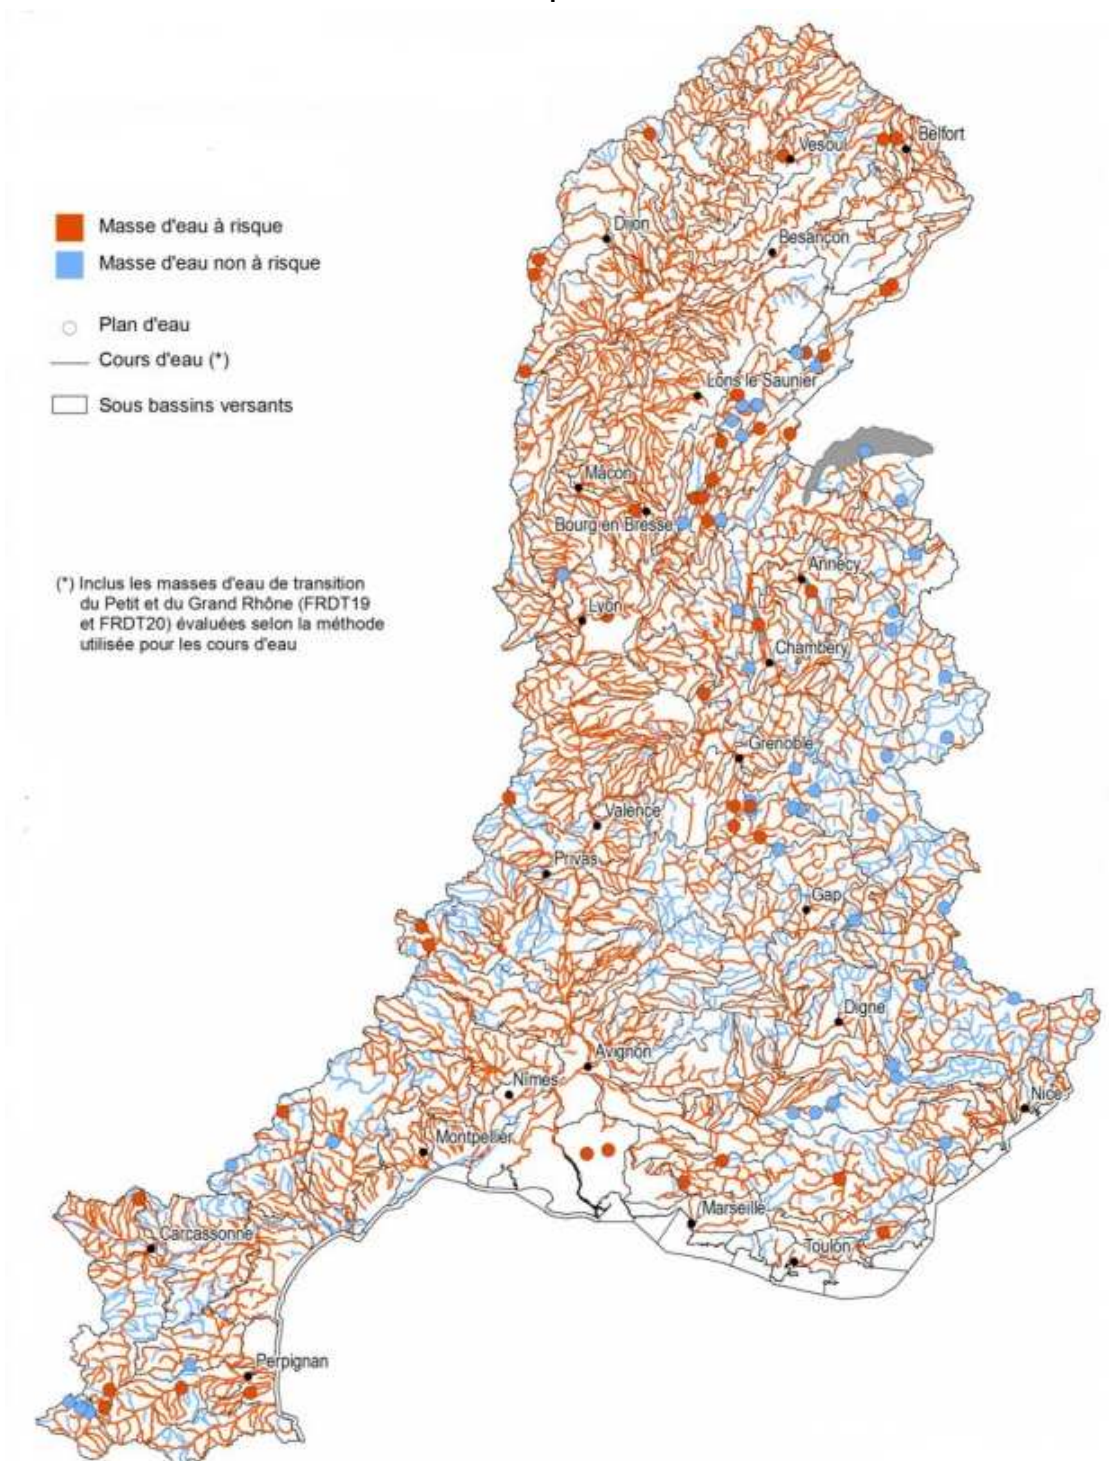 Masse d'eau à risque
Masse d'eau non à risque
Plan d'eau
Cours d'eau (*)
Sous bassins versants
(*) Inclus les masses d'eau de transition
du Petit et du Grand Rhône (FRDT19
et FRDT20) évaluées selon la méthode
utilisée pour les cours d'eau
Belfort
Vesoul
Dijon
Besançon
Lons le Saunier
Mâcon
Bourg en Bresse
Annecy
Lyon
Chambéry
Grenoble
Valence
Privas
Gap
Digne
Avignon
Nîmes
Nice
Montpellier
Marseille
Carcassonne
Toulon
Perpignan